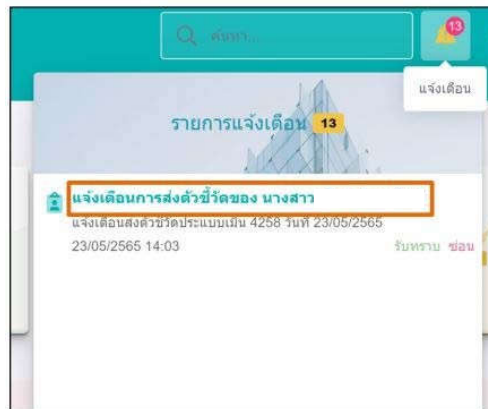 ค้นหา...
13
แจ้งเตือน
รายการแจ้งเตือน 13
แจ้งเตือนการส่งตัวชี้วัดของ นางสาว
แจ้งเตือนส่งตัวชี้วัดประแบบเมิน 4258 วันที่ 23/05/2565
23/05/2565 14:03 รับทราบ ซ่อน